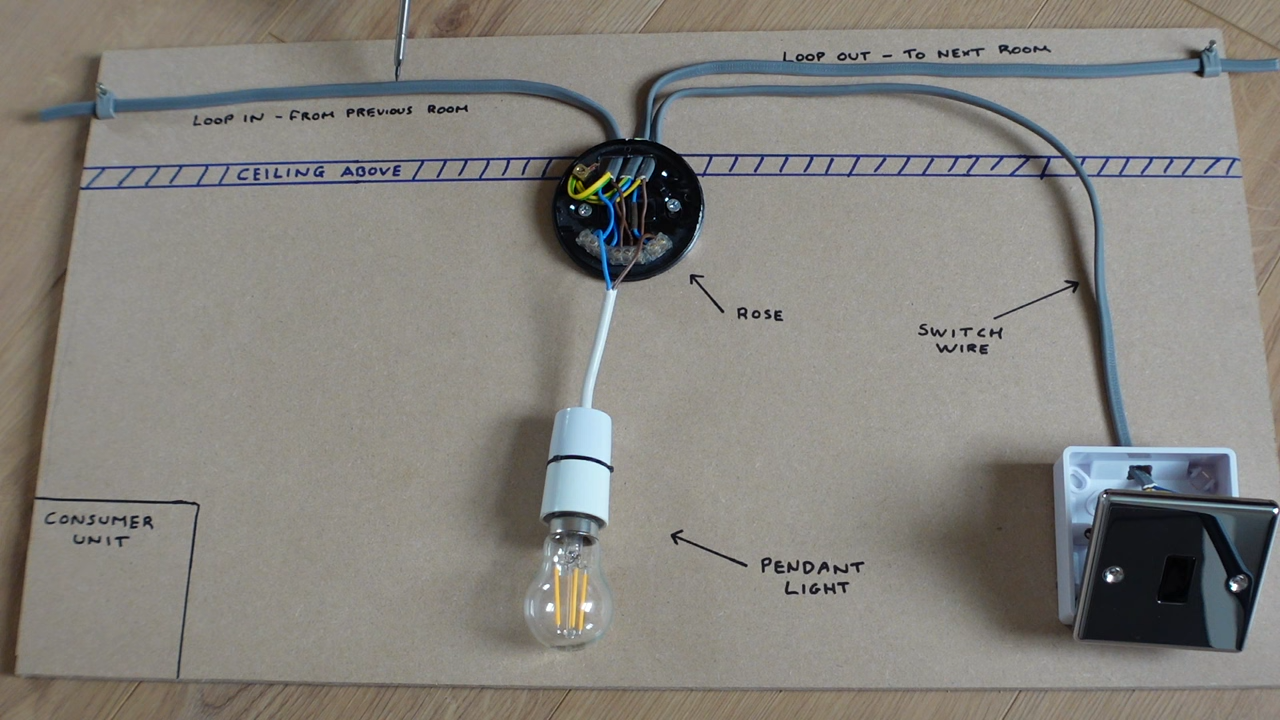 LOOP OUT - TO NEXT ROOM
LOOP IN - FROM PREVIOUS ROOM
CEILING ABOVE
ROSE
SWITCH
WIRE
CONSUMER
UNIT
PENDANT
LIGHT